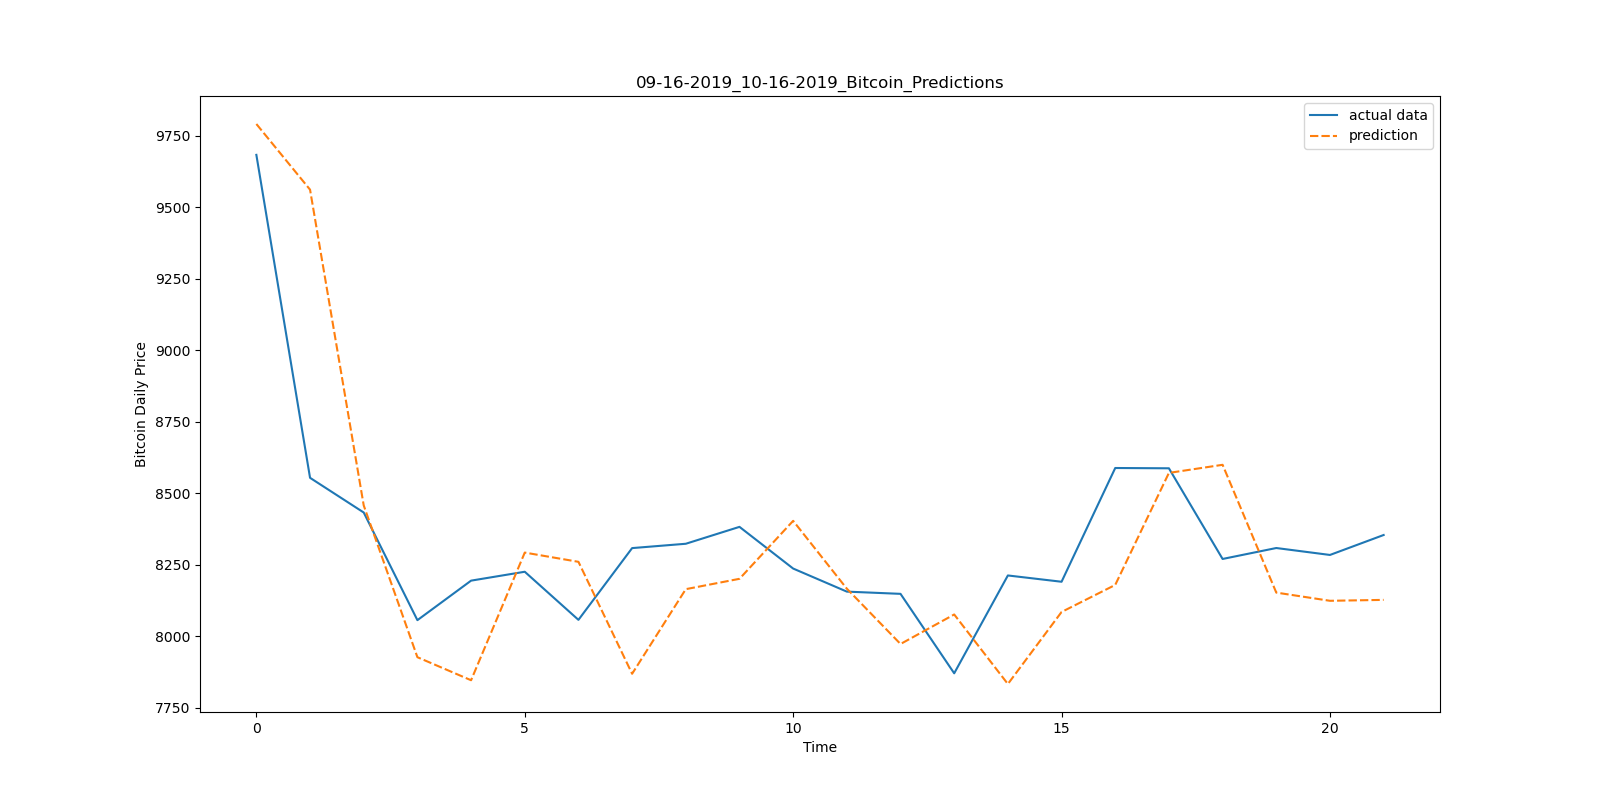 09-16-2019_10-16-2019_Bitcoin_Predictions
actual data
prediction
Bitcoin Daily Price
9750
9500
9250
9000
8750
8500
8250
8000
7750
0 5 10 15 20
Time